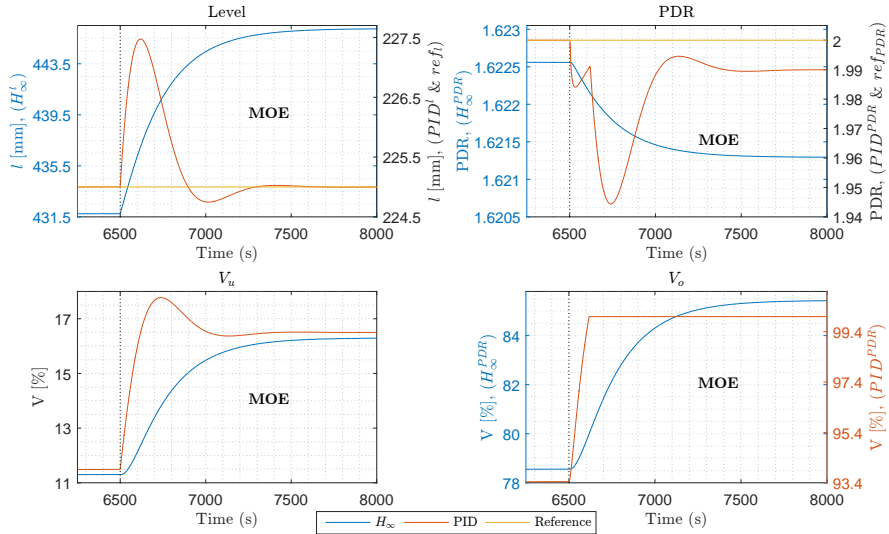 Level
PDR
443.5
439.5
435.5
431.5
l [mm], (H_∞^l)
227.5
226.5
225.5
224.5
l [mm], (PID^l & ref_l)
MOE
6500 7000 7500 8000
Time (s)
1.623
1.6225
1.622
1.6215
1.621
1.6205
PDR, (H_∞^PDR)
2
1.99
1.98
1.97
1.96
1.95
1.94
PDR, (PID^PDR & ref_PDR)
MOE
6500 7000 7500 8000
Time (s)
V_u
V_o
17
15
13
11
V [%]
MOE
6500 7000 7500 8000
Time (s)
84
82
80
78
V [%], (H_∞^PDR)
99.4
97.4
95.4
93.4
V [%], (PID^PDR)
MOE
6500 7000 7500 8000
Time (s)
H_∞ PID Reference